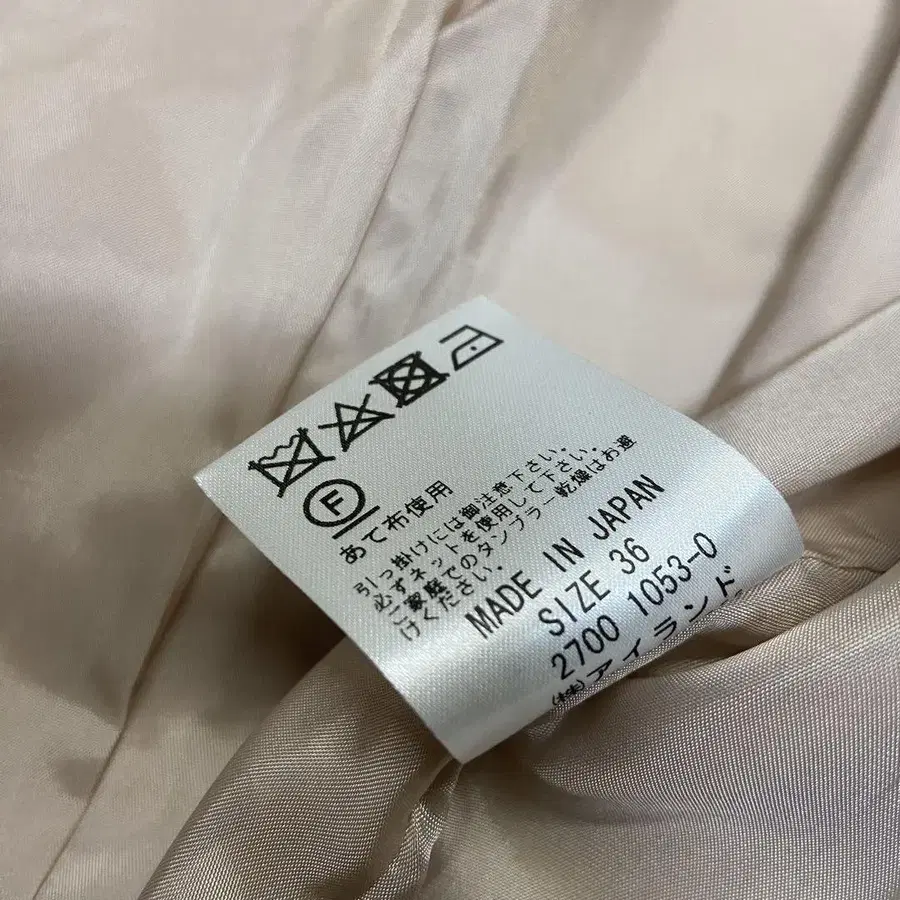 F
あて布使用
引っ掛けには御注意下さい。
必ずネットを使用して下さい。
ご家庭でのタンブラー乾燥はお避
けください。
MADE IN JAPAN
SIZE 36
2700 1053-0
(株)アイランド